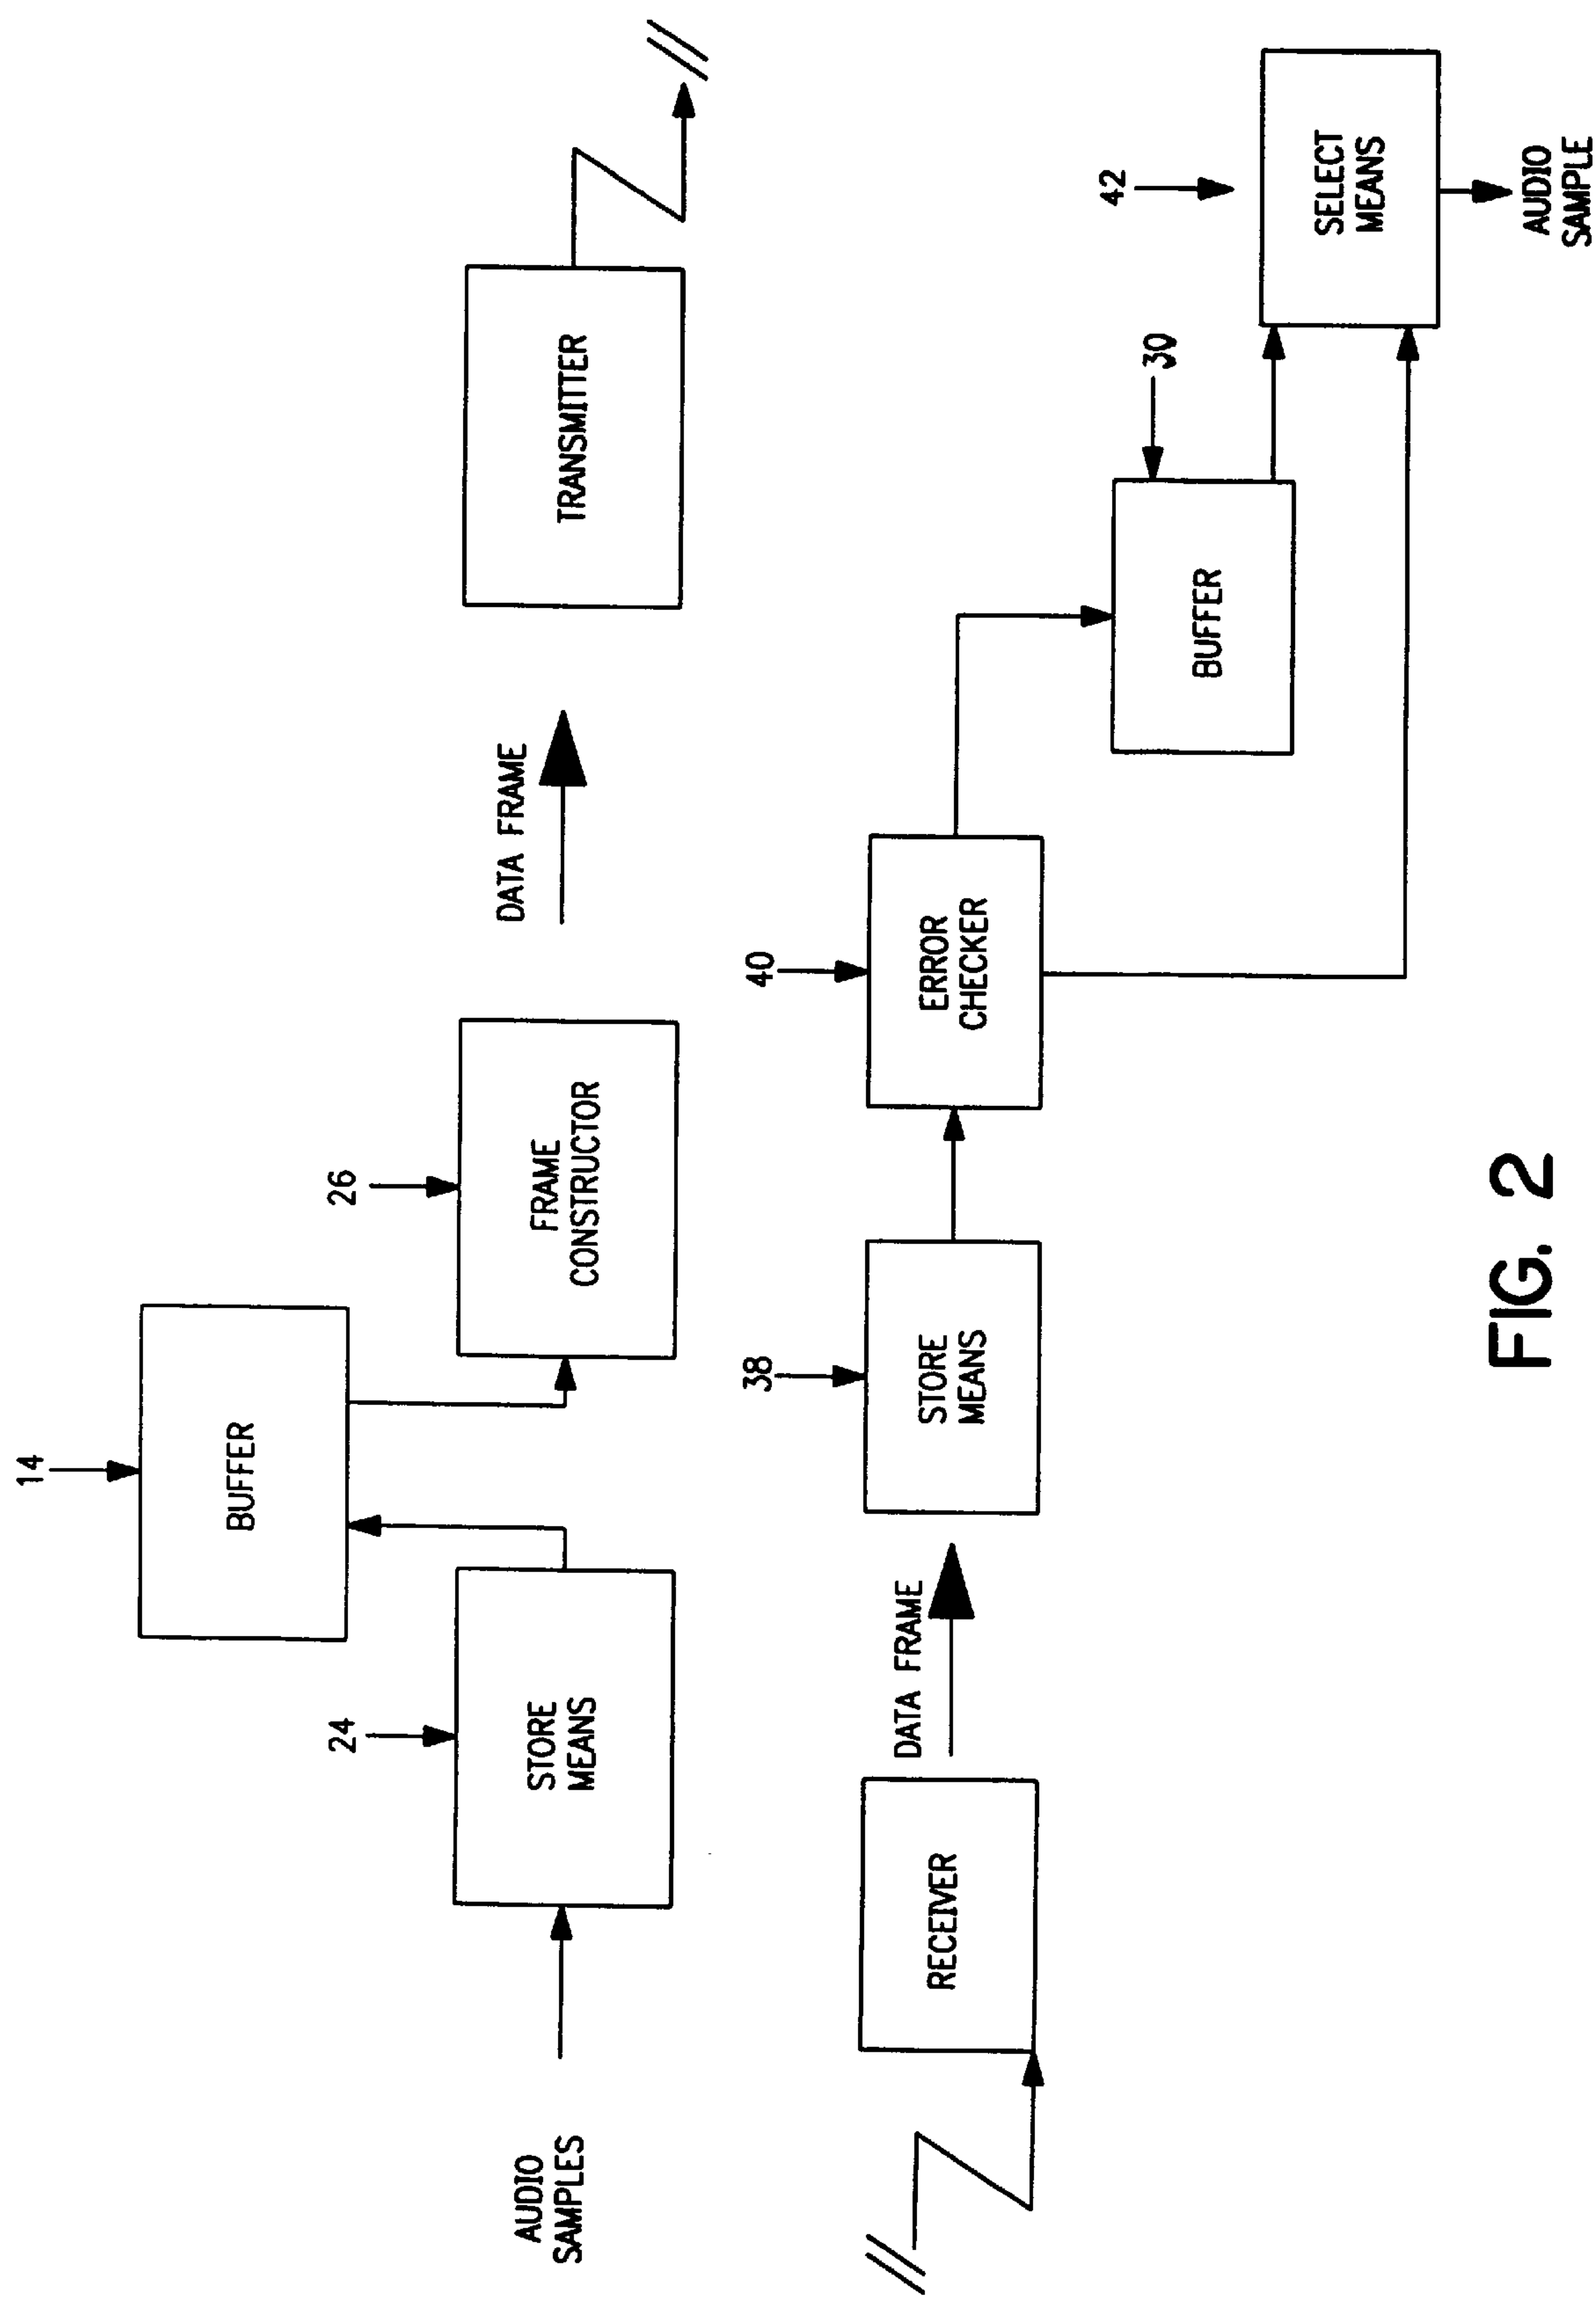 14
BUFFER
24
STORE
MEANS
26
FRAME
CONSTRUCTOR
AUDIO
SAMPLES
DATA FRAME
TRANSMITTER
RECEIVER
DATA FRAME
38
STORE
MEANS
40
ERROR
CHECKER
BUFFER
30
42
SELECT
MEANS
AUDIO
SAMPLE
FIG. 2